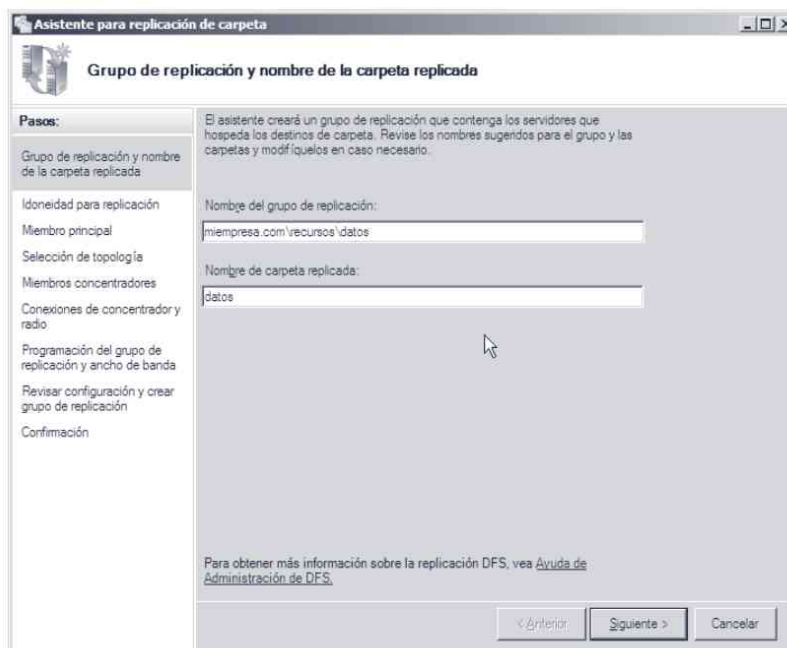 Asistente para replicación de carpeta
Grupo de replicación y nombre de la carpeta replicada
Pasos:
Grupo de replicación y nombre
de la carpeta replicada
Idoneidad para replicación
Miembro principal
Selección de topología
Miembros concentradores
Conexiones de concentrador y
radio
Programación del grupo de
replicación y ancho de banda
Revisar configuración y crear
grupo de replicación
Confirmación
El asistente creará un grupo de replicación que contenga los servidores que
hospeda los destinos de carpeta. Revise los nombres sugeridos para el grupo y las
carpetas y modifíquelos en caso necesario.
Nombre del grupo de replicación:
miempresa.com\recursos\datos
Nombre de carpeta replicada:
datos
Para obtener más información sobre la replicación DFS, vea Ayuda de
Administración de DFS.
< Anterior
Siguiente >
Cancelar